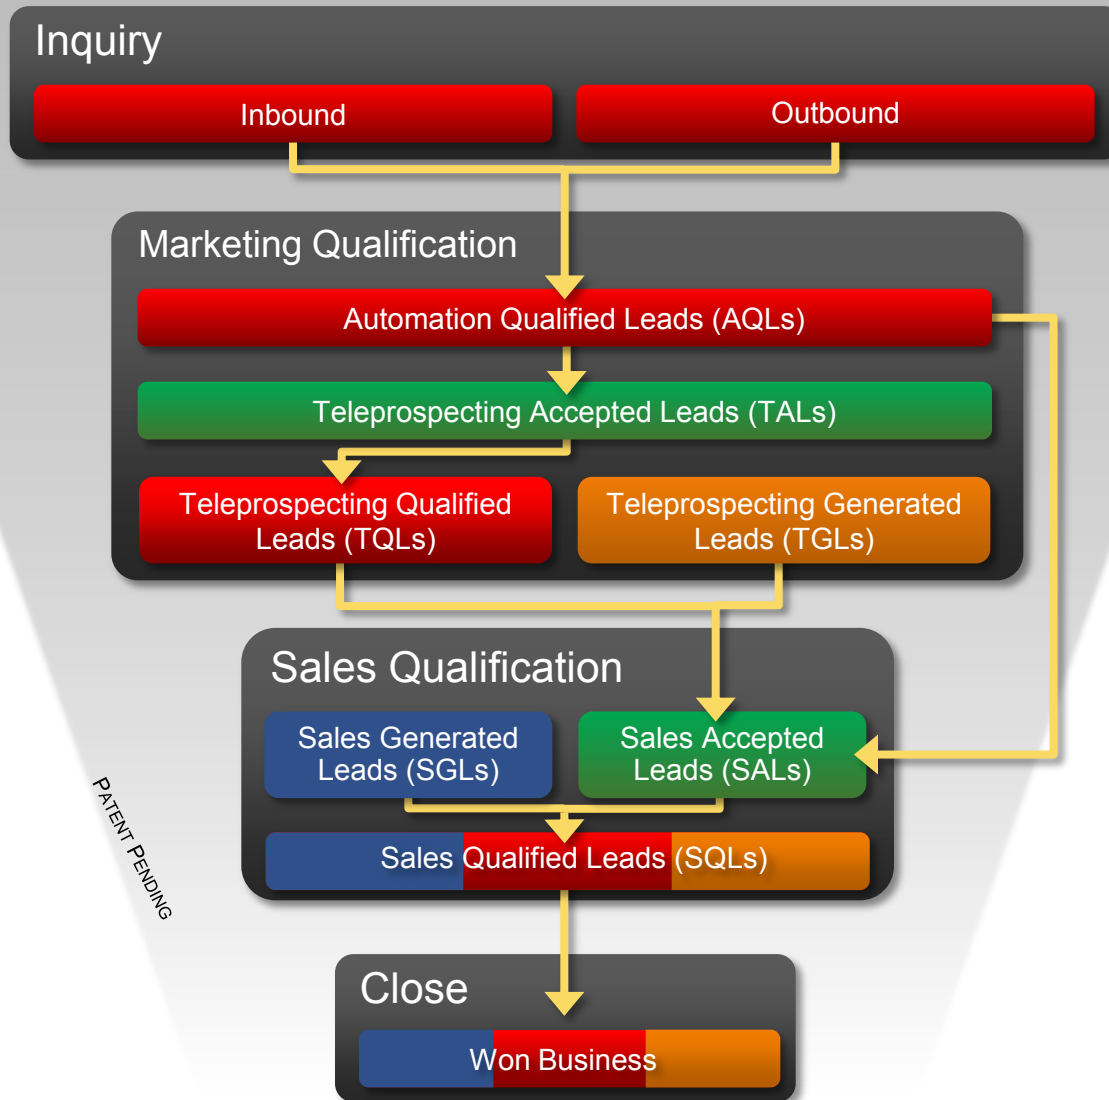 Inquiry
Inbound
Outbound
Marketing Qualification
Automation Qualified Leads (AQLs)
Teleprospecting Accepted Leads (TALs)
Teleprospecting Qualified
Leads (TQLs)
Teleprospecting Generated
Leads (TGLs)
Sales Qualification
Sales Generated
Leads (SGLs)
Sales Accepted
Leads (SALs)
Sales Qualified Leads (SQLs)
PATENT PENDING
Close
Won Business